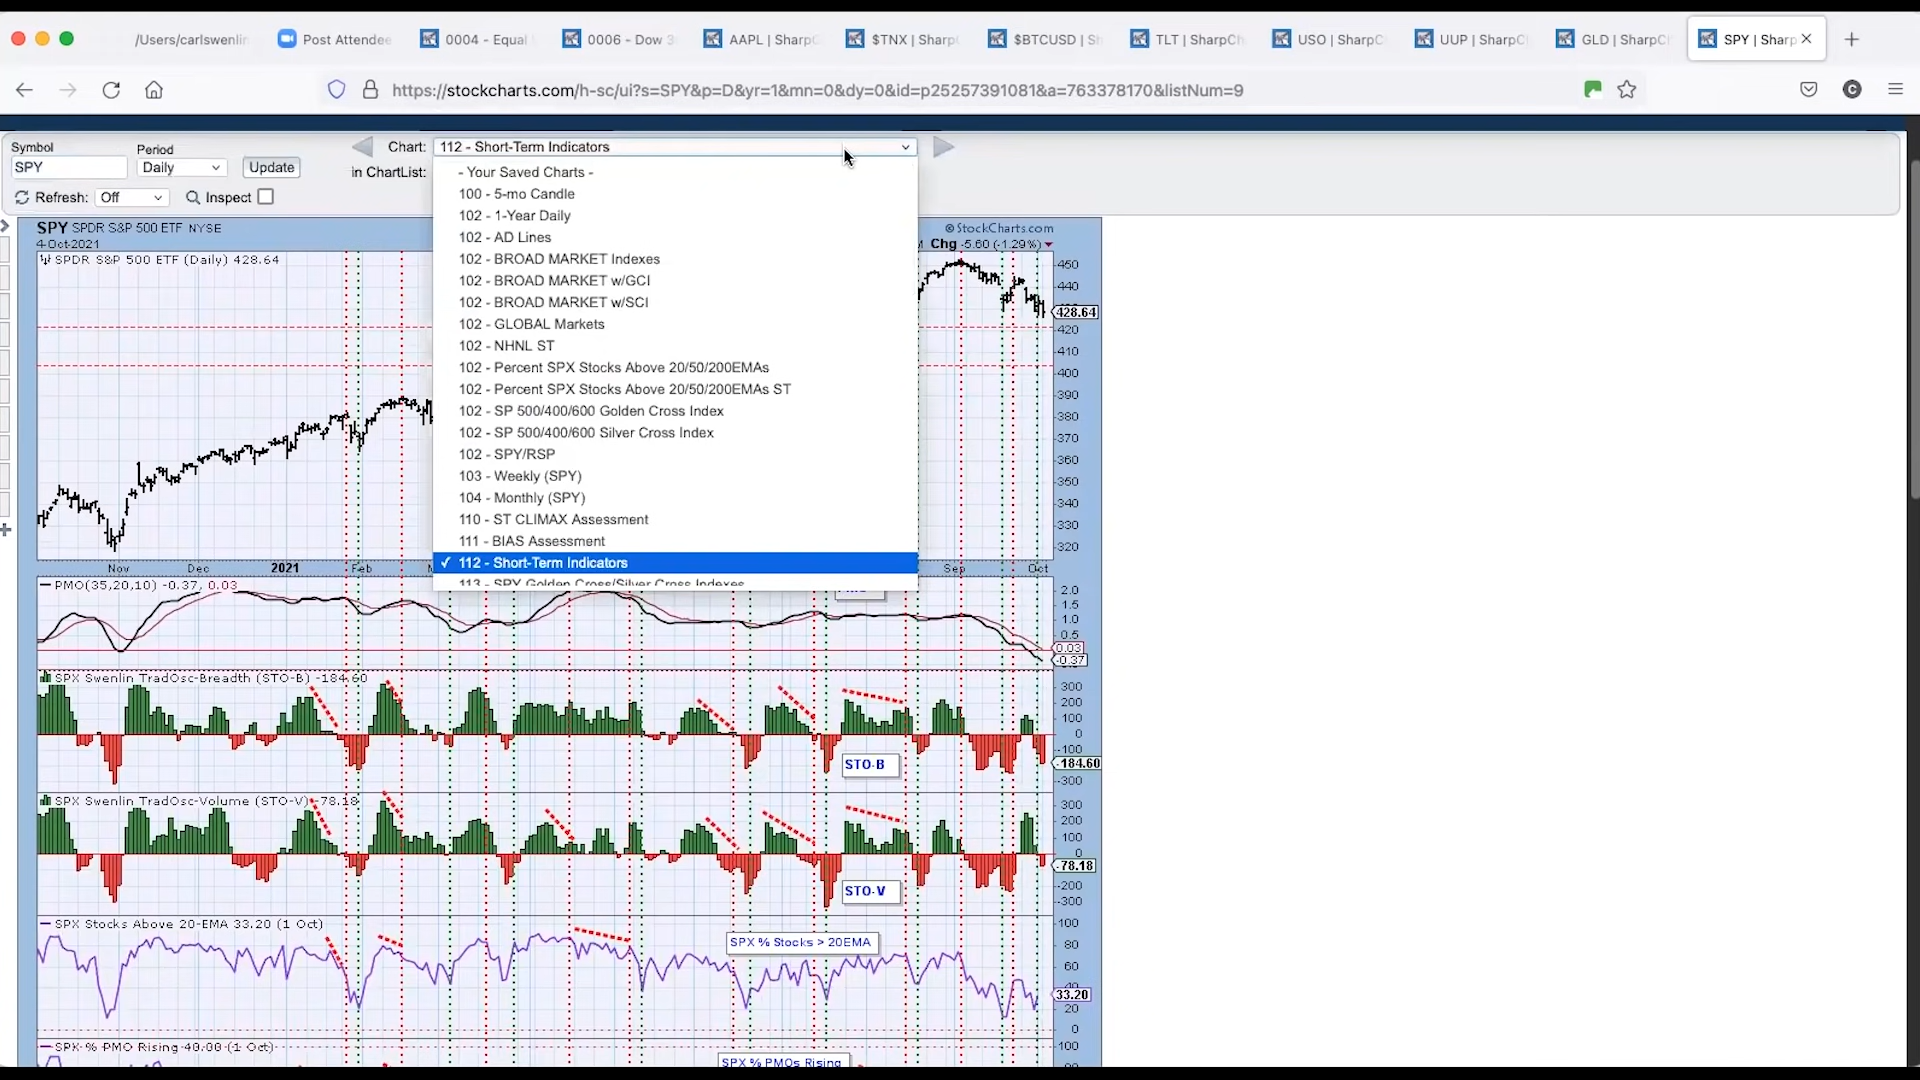 /Users/carlswenlin
Post Attendee
0004 - Equal
0006 - Dow 3
AAPL | SharpC
$TNX | SharpC
$BTCUSD | Sh
TLT | SharpCh
USO | SharpC
UUP | SharpCh
GLD | SharpCh
SPY | Sharp
https://stockcharts.com/h-sc/ui?s=SPY&p=D&yr=1&mn=0&dy=0&id=p25257391081&a=763378170&listNum=9
C
Symbol
Period
SPY
Daily
Update
Refresh:
Off
Inspect
Chart:
112 - Short-Term Indicators
in ChartList:
- Your Saved Charts -
100 - 5-mo Candle
102 - 1-Year Daily
102 - AD Lines
102 - BROAD MARKET Indexes
102 - BROAD MARKET w/GCI
102 - BROAD MARKET w/SCI
102 - GLOBAL Markets
102 - NHNL ST
102 - Percent SPX Stocks Above 20/50/200EMAs
102 - Percent SPX Stocks Above 20/50/200EMAs ST
102 - SP 500/400/600 Golden Cross Index
102 - SP 500/400/600 Silver Cross Index
102 - SPY/RSP
103 - Weekly (SPY)
104 - Monthly (SPY)
110 - ST CLIMAX Assessment
111 - BIAS Assessment
✓ 112 - Short-Term Indicators
113 - SPY Golden Cross/Silver Cross Indexes
SPY SPDR S&P 500 ETF NYSE
4-Oct-2021
© StockCharts.com
Chg -5.60 (-1.29%)
SPDR S&P 500 ETF (Daily) 428.64
450
440
428.64
420
410
400
390
380
370
360
350
340
330
320
Nov
Dec
2021
Feb
Sep
Oct
PMO(35,20,10) -0.37, 0.03
2.0
1.5
1.0
0.5
0.03
-0.37
SPX Swenlin TradOsc-Breadth (STO-B) -184.60
300
200
100
0
-100
-184.60
-300
STO-B
SPX Swenlin TradOsc-Volume (STO-V) -78.18
300
200
100
0
-78.18
-200
-300
STO-V
SPX Stocks Above 20-EMA 33.20 (1 Oct)
SPX % Stocks > 20EMA
100
80
60
40
33.20
20
0
SPX % PMO Rising 40.00 (1 Oct)
SPX % PMOs Rising
100
80